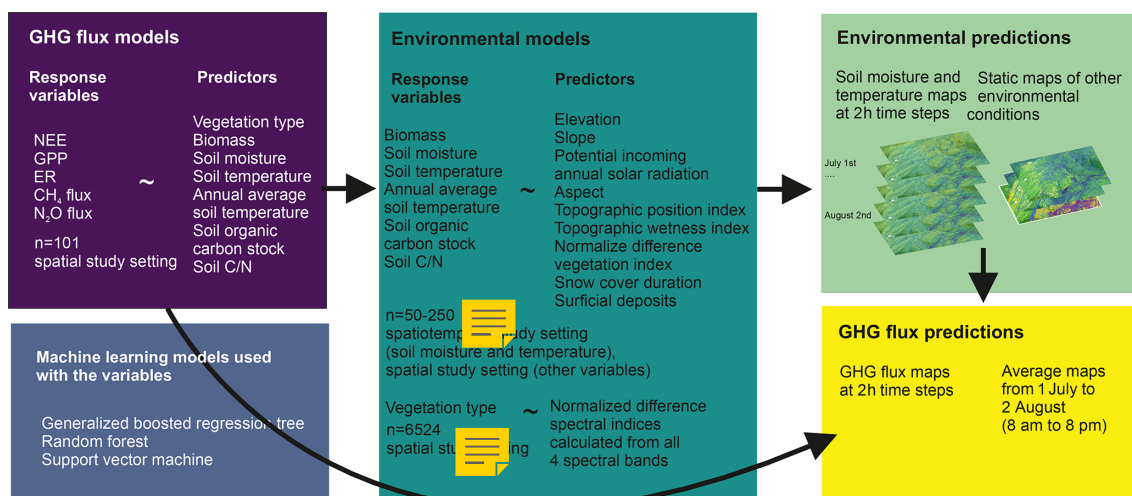 GHG flux models
Response
variables
NEE
GPP
ER
CH₄ flux
N₂O flux
n=101
spatial study setting
~
Predictors
Vegetation type
Biomass
Soil moisture
Soil temperature
Annual average
soil temperature
Soil organic
carbon stock
Soil C/N
Machine learning models used
with the variables
Generalized boosted regression tree
Random forest
Support vector machine
Environmental models
Response
variables
Biomass
Soil moisture
Soil temperature
Annual average
soil temperature
Soil organic
carbon stock
Soil C/N
~
Predictors
Elevation
Slope
Potential incoming
annual solar radiation
Aspect
Topographic position index
Topographic wetness index
Normalize difference
vegetation index
Snow cover duration
Surficial deposits
n=50-250
study setting
(soil moisture and temperature),
spatial study setting (other variables)
Vegetation type
n=6524
spatial
~
Normalized difference
spectral indices
calculated from all
4 spectral bands
Environmental predictions
Soil moisture and
temperature maps
at 2h time steps
July 1st
....
August 2nd
Static maps of other
environmental
conditions
GHG flux predictions
GHG flux maps
at 2h time steps
Average maps
from 1 July to
2 August
(8 am to 8 pm)